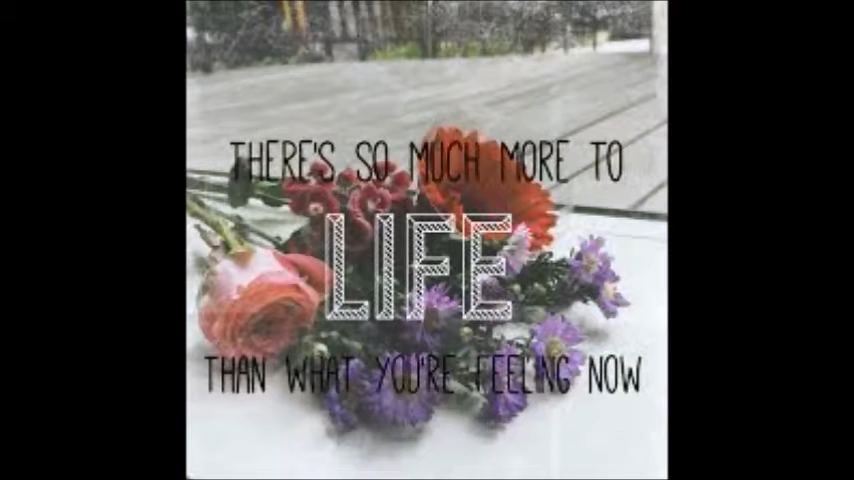 THERE'S SO MUCH MORE TO
LIFE
THAN WHAT YOU'RE FEELING NOW